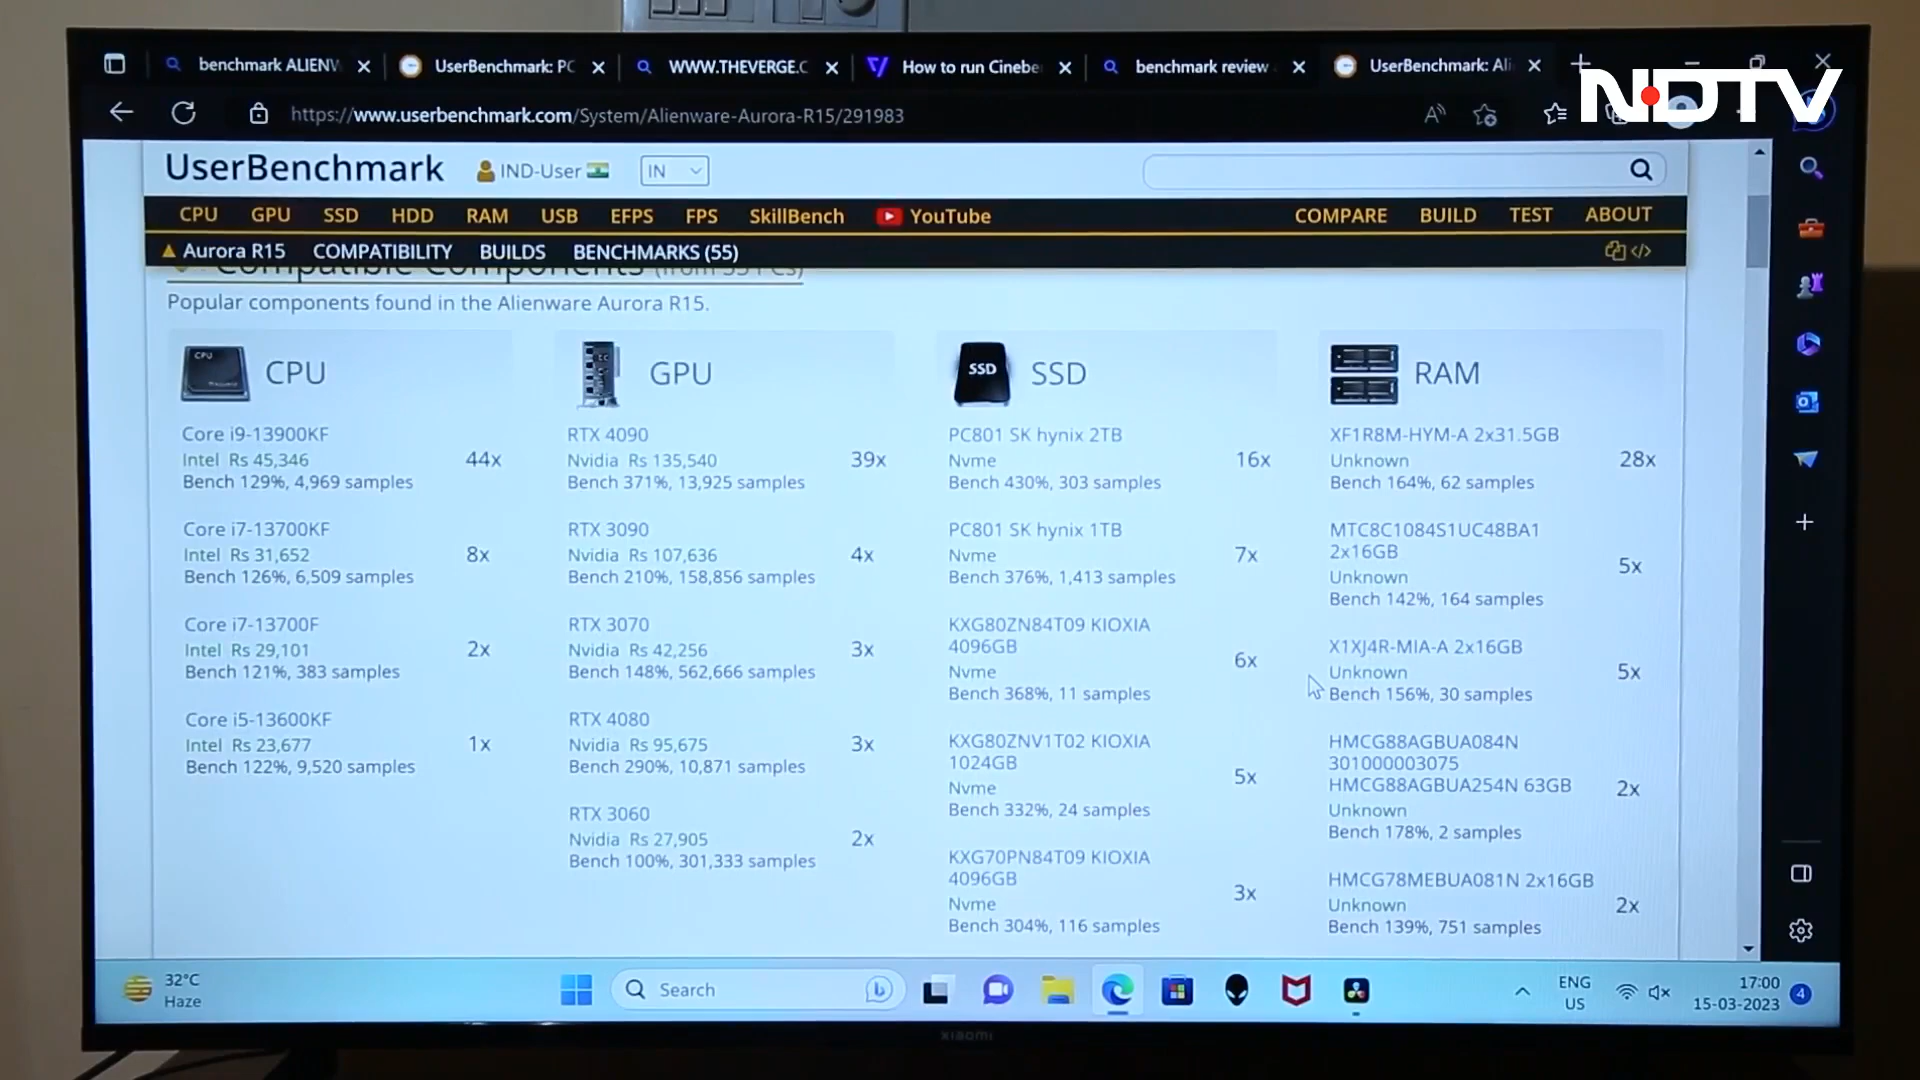 benchmark ALIENW
UserBenchmark: PC
WWW.THEVERGE.C
How to run Cinebe
benchmark review
UserBenchmark: Ali
NDTV
https://www.userbenchmark.com/System/Alienware-Aurora-R15/291983
UserBenchmark
IND-User
IN
CPU GPU SSD HDD RAM USB EFPS FPS SkillBench YouTube COMPARE BUILD TEST ABOUT
Aurora R15 COMPATIBILITY BUILDS BENCHMARKS (55)
Compatible Components (from 55 PCs)
Popular components found in the Alienware Aurora R15.
CPU
CPU
Core i9-13900KF
Intel Rs 45,346
Bench 129%, 4,969 samples
44x
Core i7-13700KF
Intel Rs 31,652
Bench 126%, 6,509 samples
8x
Core i7-13700F
Intel Rs 29,101
Bench 121%, 383 samples
2x
Core i5-13600KF
Intel Rs 23,677
Bench 122%, 9,520 samples
1x
GPU
RTX 4090
Nvidia Rs 135,540
Bench 371%, 13,925 samples
39x
RTX 3090
Nvidia Rs 107,636
Bench 210%, 158,856 samples
4x
RTX 3070
Nvidia Rs 42,256
Bench 148%, 562,666 samples
3x
RTX 4080
Nvidia Rs 95,675
Bench 290%, 10,871 samples
3x
RTX 3060
Nvidia Rs 27,905
Bench 100%, 301,333 samples
2x
SSD
SSD
PC801 SK hynix 2TB
Nvme
Bench 430%, 303 samples
16x
PC801 SK hynix 1TB
Nvme
Bench 376%, 1,413 samples
7x
KXG80ZN84T09 KIOXIA
4096GB
Nvme
Bench 368%, 11 samples
6x
KXG80ZNV1T02 KIOXIA
1024GB
Nvme
Bench 332%, 24 samples
5x
KXG70PN84T09 KIOXIA
4096GB
Nvme
Bench 304%, 116 samples
3x
RAM
XF1R8M-HYM-A 2x31.5GB
Unknown
Bench 164%, 62 samples
28x
MTC8C1084S1UC48BA1
2x16GB
Unknown
Bench 142%, 164 samples
5x
X1XJ4R-MIA-A 2x16GB
Unknown
Bench 156%, 30 samples
5x
HMCG88AGBUA084N
301000003075
HMCG88AGBUA254N 63GB
Unknown
Bench 178%, 2 samples
2x
HMCG78MEBUA081N 2x16GB
Unknown
Bench 139%, 751 samples
2x
32°C
Haze
Search
ENG
US
17:00
15-03-2023
4
xiaomi